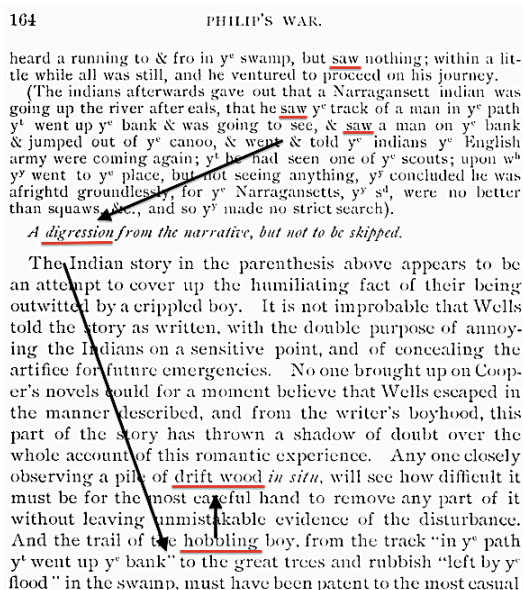 164 PHILIP'S WAR.
heard a running to & fro in yᵉ swamp, but saw nothing; within a lit-
tle while all was still, and he ventured to proceed on his journey.
(The indians afterwards gave out that a Narragansett indian was
going up the river after eals, that he saw yᵉ track of a man in yᵉ path
yᵗ went up yᵉ bank & was going to see, & saw a man on yᵉ bank
& jumped out of yᵉ canoo, & went & told yᵉ indians yᵉ English
army were coming again; yᵗ he had seen one of yᵉ scouts; upon wʰ
yʸ went to yᵉ place, but not seeing anything, yʸ concluded he was
afrightd groundlessly, for yᵉ Narragansetts, yʸ sᵈ, were no better
than squaws, &c., and so yʸ made no strict search).
A digression from the narrative, but not to be skipped.
The Indian story in the parenthesis above appears to be
an attempt to cover up the humiliating fact of their being
outwitted by a crippled boy. It is not improbable that Wells
told the story as written, with the double purpose of annoy-
ing the Indians on a sensitive point, and of concealing the
artifice for future emergencies. No one brought up on Coop-
er's novels could for a moment believe that Wells escaped in
the manner described, and from the writer's boyhood, this
part of the story has thrown a shadow of doubt over the
whole account of this romantic experience. Any one closely
observing a pile of drift wood in situ, will see how difficult it
must be for the most careful hand to remove any part of it
without leaving unmistakable evidence of the disturbance.
And the trail of the hobbling boy, from the track "in yᵉ path
yᵗ went up yᵉ bank" to the great trees and rubbish "left by yᵉ
flood" in the swamp, must have been patent to the most casual